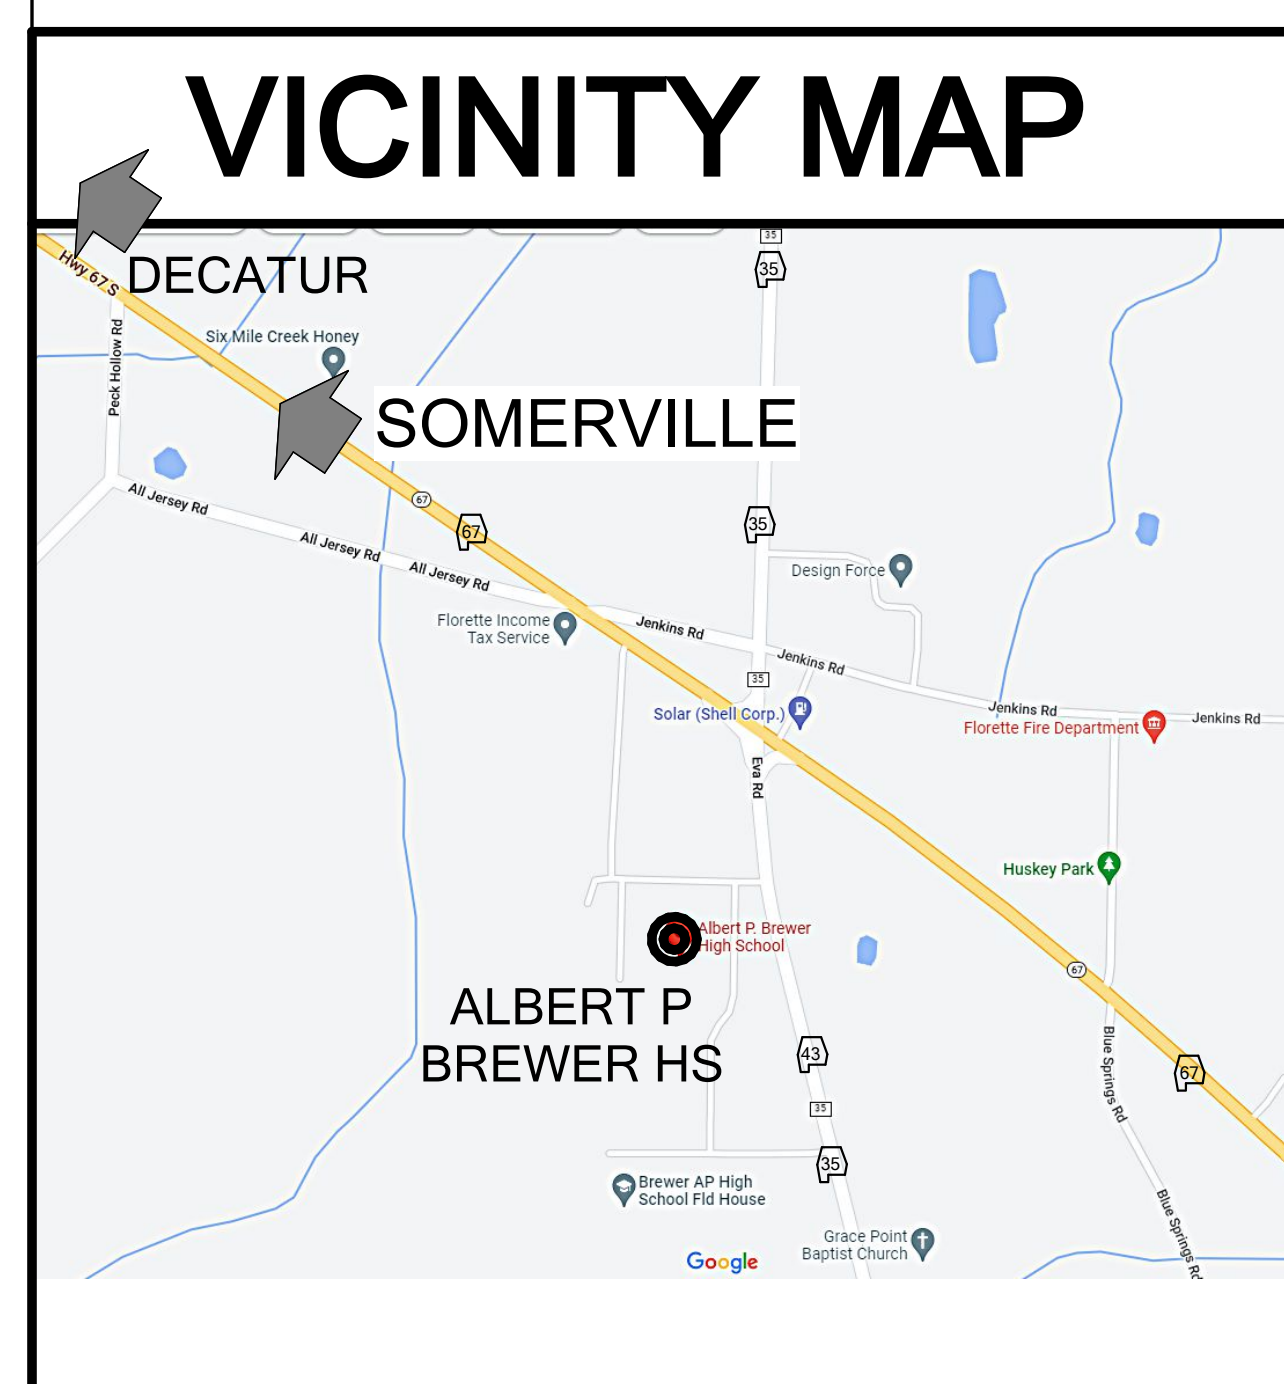 VICINITY MAP
35
35
Hwy 67 S
DECATUR
Peck Hollow Rd
Six Mile Creek Honey
SOMERVILLE
All Jersey Rd
67
67
35
All Jersey Rd
All Jersey Rd
Design Force
Florette Income
Tax Service
Jenkins Rd
Jenkins Rd
35
Solar (Shell Corp.)
Jenkins Rd
Jenkins Rd
Florette Fire Department
Eva Rd
Huskey Park
Albert P. Brewer
High School
67
ALBERT P
BREWER HS
43
Blue Springs Rd
67
35
35
Brewer AP High
School Fld House
Blue Springs Rd
Grace Point
Baptist Church
Google